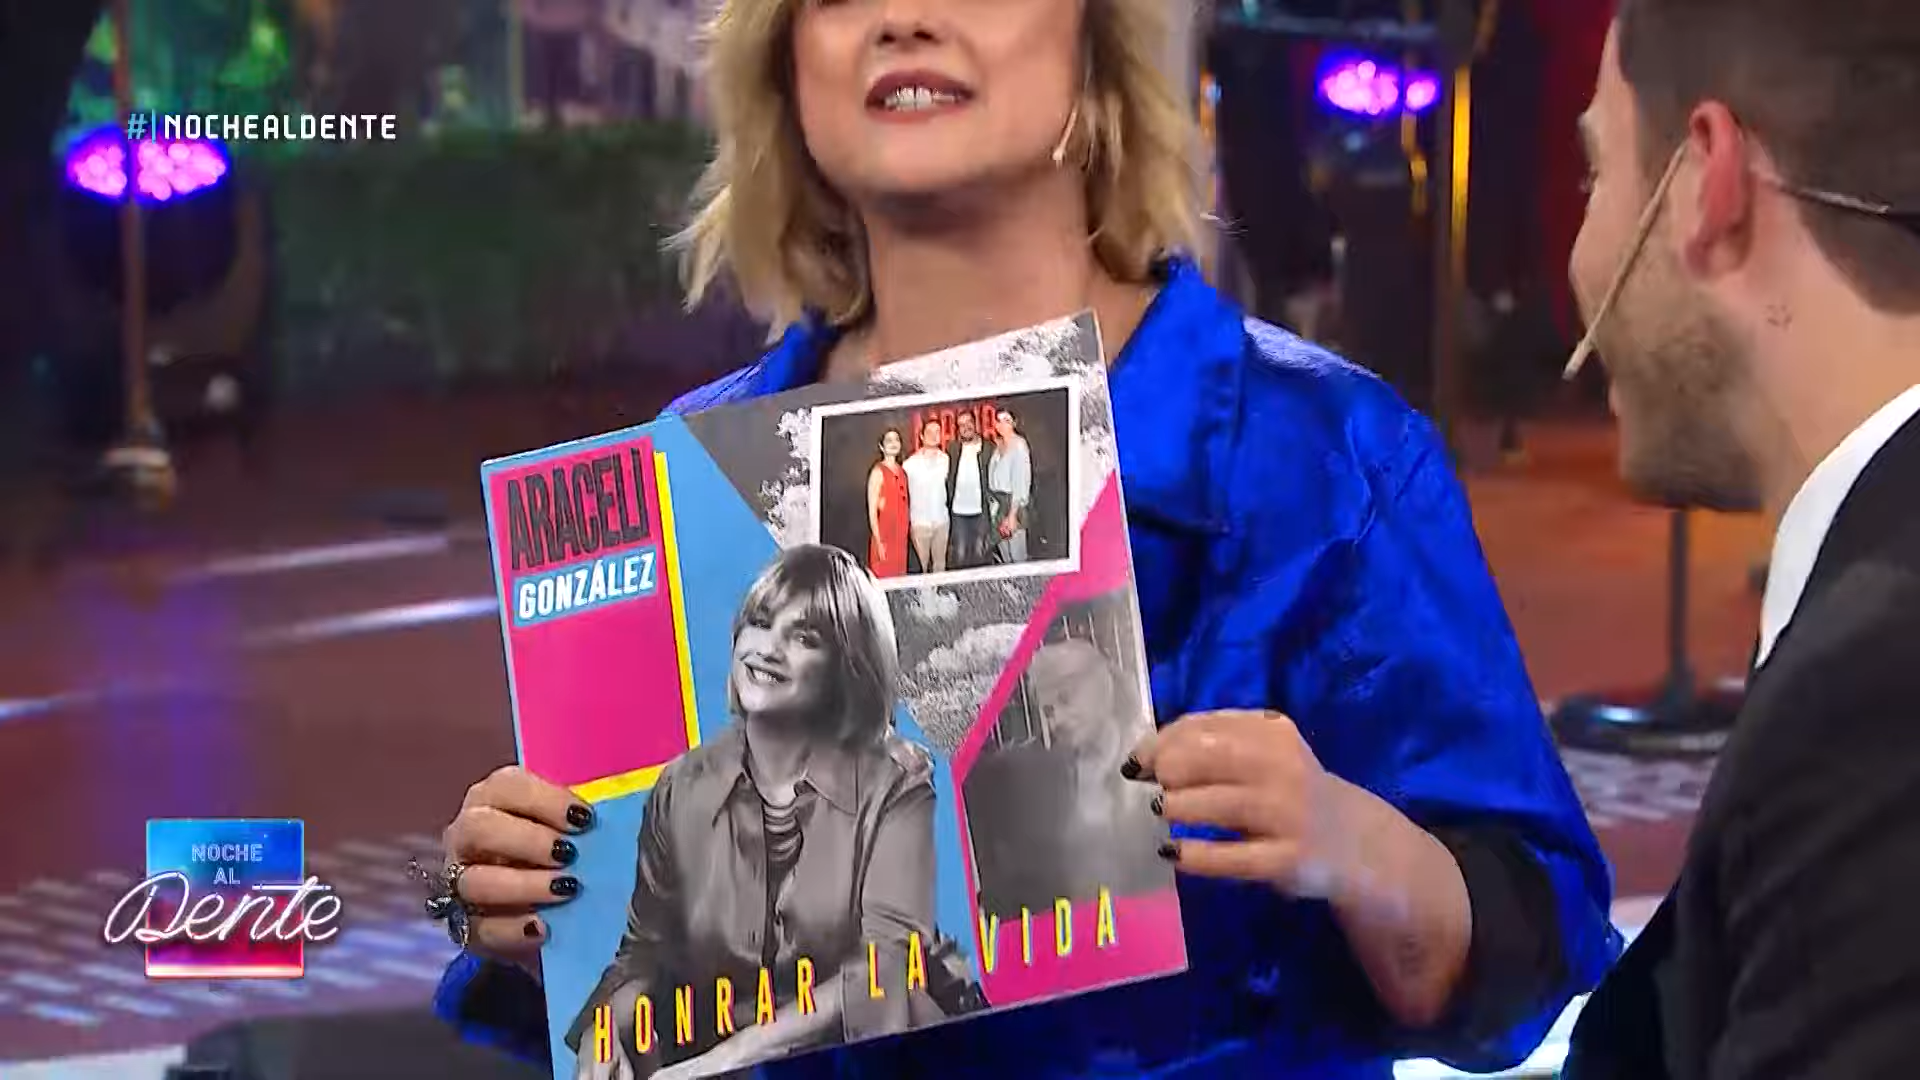 #NOCHEALDENTE
ARACELI
GONZÁLEZ
NOCHE
AL
Dente
HONRAR LA VIDA